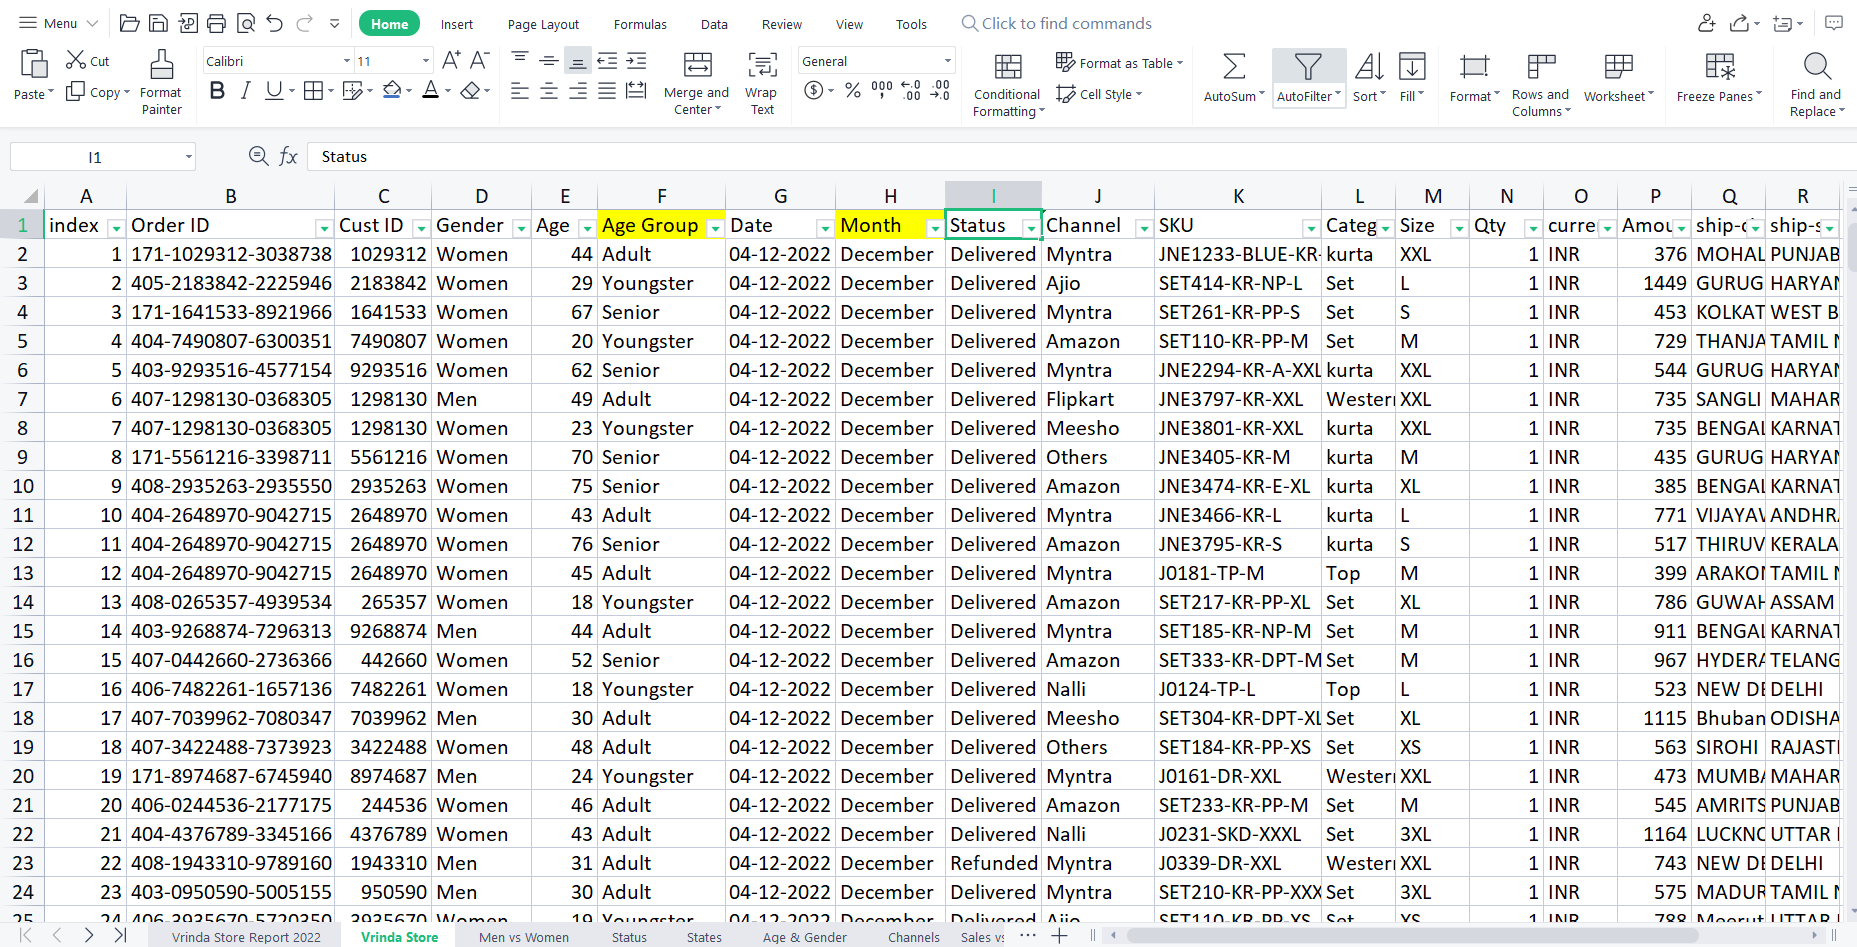 Menu Home Insert Page Layout Formulas Data Review View Tools Click to find commands
Paste Cut Copy Format Painter Calibri 11 A+ A- B I U A Merge and Center Wrap Text General Conditional Formatting Format as Table Cell Style AutoSum AutoFilter Sort Fill Format Rows and Columns Worksheet Freeze Panes Find and Replace
I1 fx Status
A B C D E F G H I J K L M N O P Q R
1 index Order ID Cust ID Gender Age Age Group Date Month Status Channel SKU Categ Size Qty curre Amou ship-c ship-s
2 1 171-1029312-3038738 1029312 Women 44 Adult 04-12-2022 December Delivered Myntra JNE1233-BLUE-KR- kurta XXL 1 INR 376 MOHAL PUNJAB
3 2 405-2183842-2225946 2183842 Women 29 Youngster 04-12-2022 December Delivered Ajio SET414-KR-NP-L Set L 1 INR 1449 GURUG HARYAN
4 3 171-1641533-8921966 1641533 Women 67 Senior 04-12-2022 December Delivered Myntra SET261-KR-PP-S Set S 1 INR 453 KOLKAT WEST B
5 4 404-7490807-6300351 7490807 Women 20 Youngster 04-12-2022 December Delivered Amazon SET110-KR-PP-M Set M 1 INR 729 THANJA TAMIL N
6 5 403-9293516-4577154 9293516 Women 62 Senior 04-12-2022 December Delivered Myntra JNE2294-KR-A-XXL kurta XXL 1 INR 544 GURUG HARYAN
7 6 407-1298130-0368305 1298130 Men 49 Adult 04-12-2022 December Delivered Flipkart JNE3797-KR-XXL Wester XXL 1 INR 735 SANGLI MAHAR
8 7 407-1298130-0368305 1298130 Women 23 Youngster 04-12-2022 December Delivered Meesho JNE3801-KR-XXL kurta XXL 1 INR 735 BENGAL KARNAT
9 8 171-5561216-3398711 5561216 Women 70 Senior 04-12-2022 December Delivered Others JNE3405-KR-M kurta M 1 INR 435 GURUG HARYAN
10 9 408-2935263-2935550 2935263 Women 75 Senior 04-12-2022 December Delivered Amazon JNE3474-KR-E-XL kurta XL 1 INR 385 BENGAL KARNAT
11 10 404-2648970-9042715 2648970 Women 43 Adult 04-12-2022 December Delivered Myntra JNE3466-KR-L kurta L 1 INR 771 VIJAYAW ANDHRA
12 11 404-2648970-9042715 2648970 Women 76 Senior 04-12-2022 December Delivered Amazon JNE3795-KR-S kurta S 1 INR 517 THIRUV KERALA
13 12 404-2648970-9042715 2648970 Women 45 Adult 04-12-2022 December Delivered Myntra J0181-TP-M Top M 1 INR 399 ARAKON TAMIL N
14 13 408-0265357-4939534 265357 Women 18 Youngster 04-12-2022 December Delivered Amazon SET217-KR-PP-XL Set XL 1 INR 786 GUWAH ASSAM
15 14 403-9268874-7296313 9268874 Men 44 Adult 04-12-2022 December Delivered Myntra SET185-KR-NP-M Set M 1 INR 911 BENGAL KARNAT
16 15 407-0442660-2736366 442660 Women 52 Senior 04-12-2022 December Delivered Amazon SET333-KR-DPT-M Set M 1 INR 967 HYDERA TELANG
17 16 406-7482261-1657136 7482261 Women 18 Youngster 04-12-2022 December Delivered Nalli J0124-TP-L Top L 1 INR 523 NEW DE DELHI
18 17 407-7039962-7080347 7039962 Men 30 Adult 04-12-2022 December Delivered Meesho SET304-KR-DPT-XL Set XL 1 INR 1115 Bhuban ODISHA
19 18 407-3422488-7373923 3422488 Women 48 Adult 04-12-2022 December Delivered Others SET184-KR-PP-XS Set XS 1 INR 563 SIROHI RAJAST
20 19 171-8974687-6745940 8974687 Men 24 Youngster 04-12-2022 December Delivered Myntra J0161-DR-XXL Wester XXL 1 INR 473 MUMBA MAHAR
21 20 406-0244536-2177175 244536 Women 46 Adult 04-12-2022 December Delivered Amazon SET233-KR-PP-M Set M 1 INR 545 AMRITS PUNJAB
22 21 404-4376789-3345166 4376789 Women 43 Adult 04-12-2022 December Delivered Nalli J0231-SKD-XXXL Set 3XL 1 INR 1164 LUCKNO UTTAR
23 22 408-1943310-9789160 1943310 Men 31 Adult 04-12-2022 December Refunded Myntra J0339-DR-XXL Wester XXL 1 INR 743 NEW DE DELHI
24 23 403-0950590-5005155 950590 Men 30 Adult 04-12-2022 December Delivered Myntra SET210-KR-PP-XXX Set 3XL 1 INR 575 MADUR TAMIL N
25 24 406-3935670-5720350 3935670 Women 19 Youngster 04-12-2022 December Delivered Ajio SET110-KR-PP-XS Set XS 1 INR 788 Meerut UTTAR
Vrinda Store Report 2022 Vrinda Store Men vs Women Status States Age & Gender Channels Sales vs ···